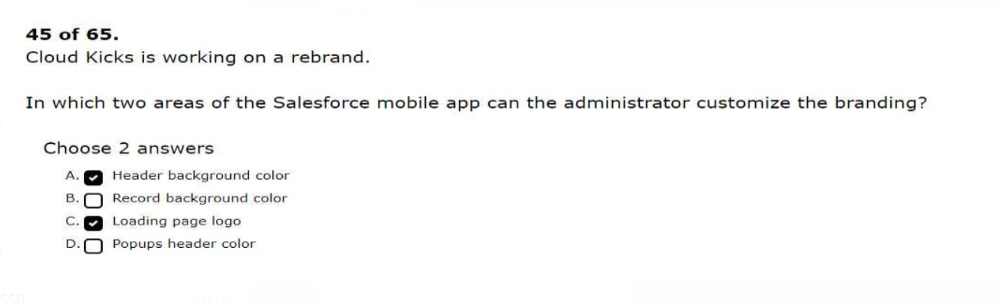 45 of 65.
Cloud Kicks is working on a rebrand.
In which two areas of the Salesforce mobile app can the administrator customize the branding?
Choose 2 answers
A. Header background color
B. Record background color
C. Loading page logo
D. Popups header color
550